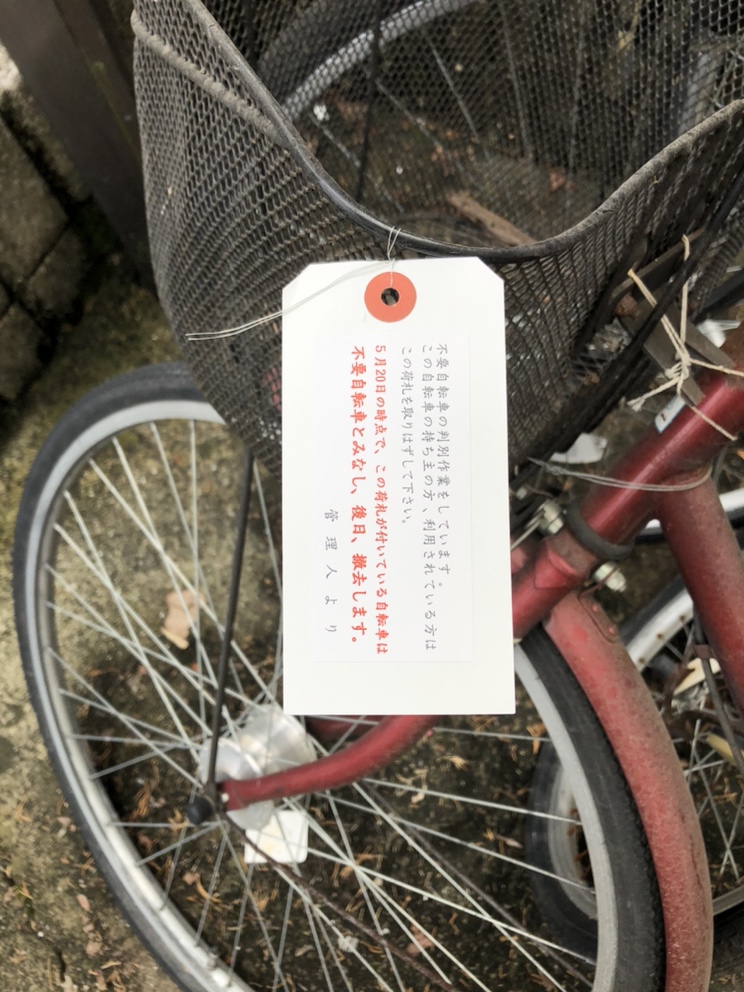 不要自転車の判別作業をしています。
この自転車の持ち主の方、利用されている方は
この荷札を取りはずして下さい。
5月20日の時点で、この荷札が付いている自転車は
不要自転車とみなし、後日、撤去します。
管理人より